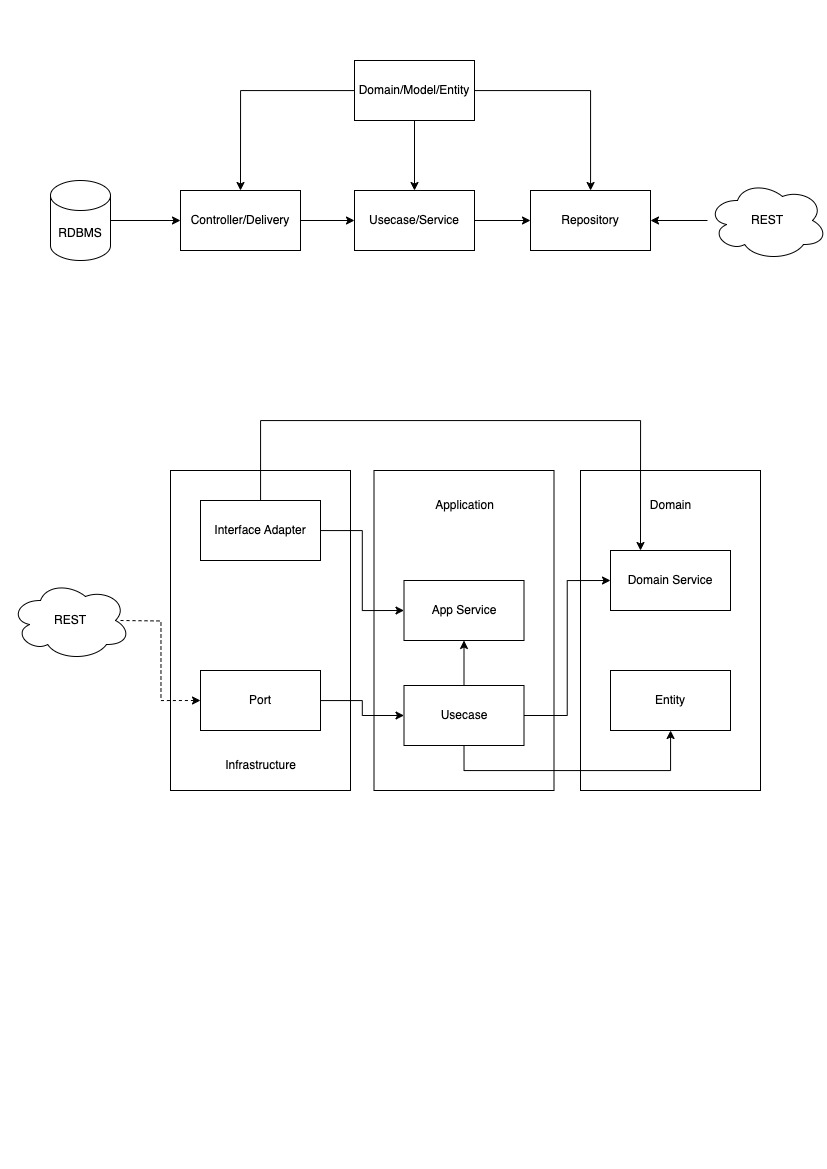 Domain/Model/Entity
RDBMS
Controller/Delivery
Usecase/Service
Repository
REST
Interface Adapter
Application
Domain
Domain Service
App Service
REST
Port
Usecase
Entity
Infrastructure